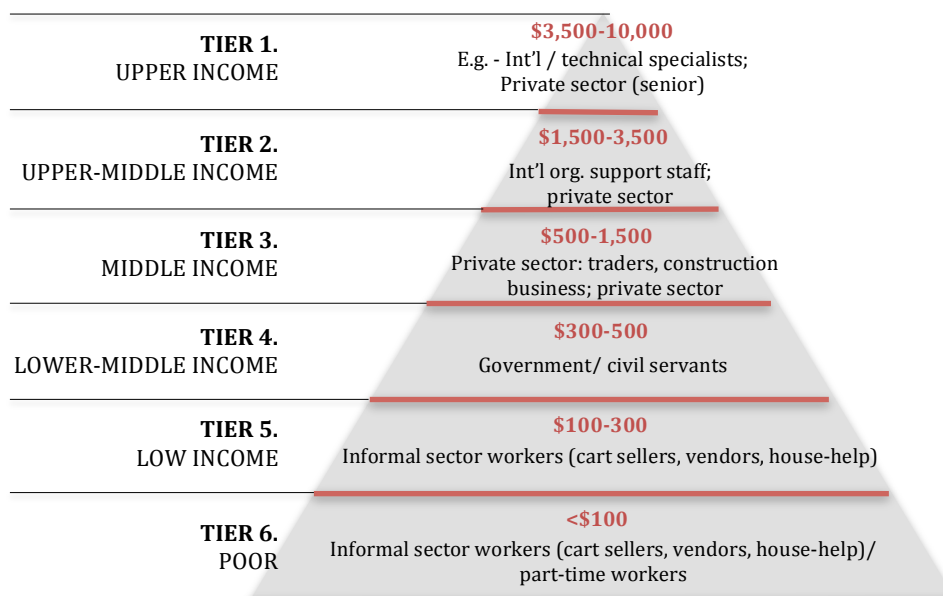 TIER 1.
UPPER INCOME
$3,500-10,000
E.g. - Int’l / technical specialists;
Private sector (senior)
TIER 2.
UPPER-MIDDLE INCOME
$1,500-3,500
Int’l org. support staff;
private sector
TIER 3.
MIDDLE INCOME
$500-1,500
Private sector: traders, construction
business; private sector
TIER 4.
LOWER-MIDDLE INCOME
$300-500
Government/ civil servants
TIER 5.
LOW INCOME
$100-300
Informal sector workers (cart sellers, vendors, house-help)
TIER 6.
POOR
<$100
Informal sector workers (cart sellers, vendors, house-help)/
part-time workers